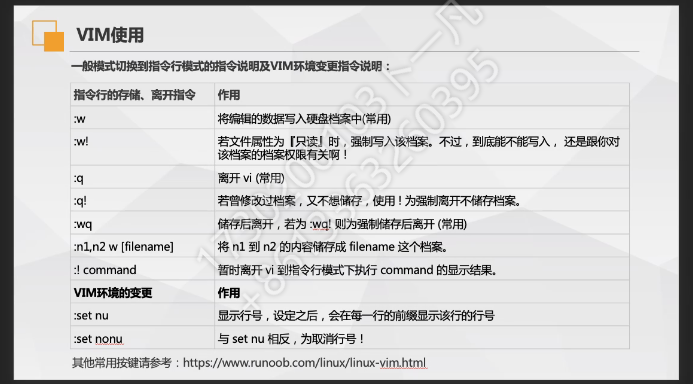 VIM使用
一般模式切换到指令行模式的指令说明及VIM环境变更指令说明：
指令行的存储、离开指令 作用
:w 将编辑的数据写入硬盘档案中(常用)
:w! 若文件属性为『只读』时，强制写入该档案。不过，到底能不能写入， 还是跟你对
该档案的档案权限有关啊！
:q 离开 vi (常用)
:q! 若曾修改过档案，又不想储存，使用 ! 为强制离开不储存档案。
:wq 储存后离开，若为 :wq! 则为强制储存后离开 (常用)
:n1,n2 w [filename] 将 n1 到 n2 的内容储存成 filename 这个档案。
:! command 暂时离开 vi 到指令行模式下执行 command 的显示结果。
VIM环境的变更 作用
:set nu 显示行号，设定之后，会在每一行的前缀显示该行的行号
:set nonu 与 set nu 相反，为取消行号！
其他常用按键请参考：https://www.runoob.com/linux/linux-vim.html